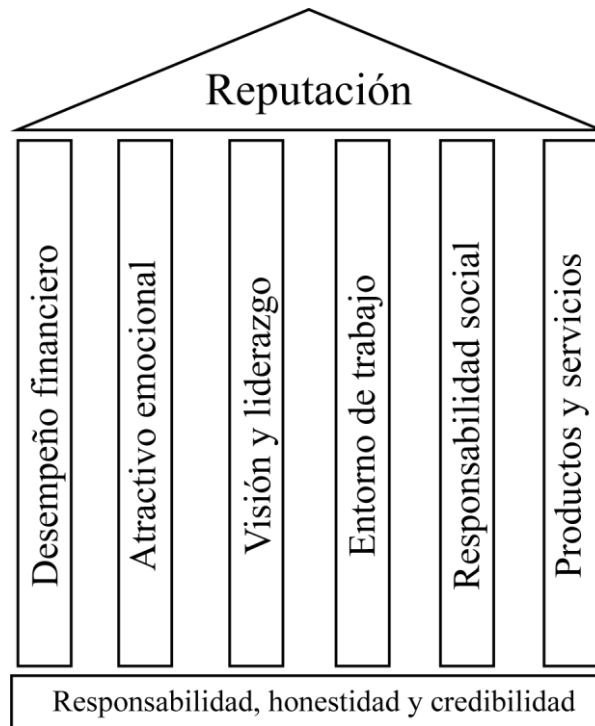 Reputación
Desempeño financiero
Atractivo emocional
Visión y liderazgo
Entorno de trabajo
Responsabilidad social
Productos y servicios
Responsabilidad, honestidad y credibilidad